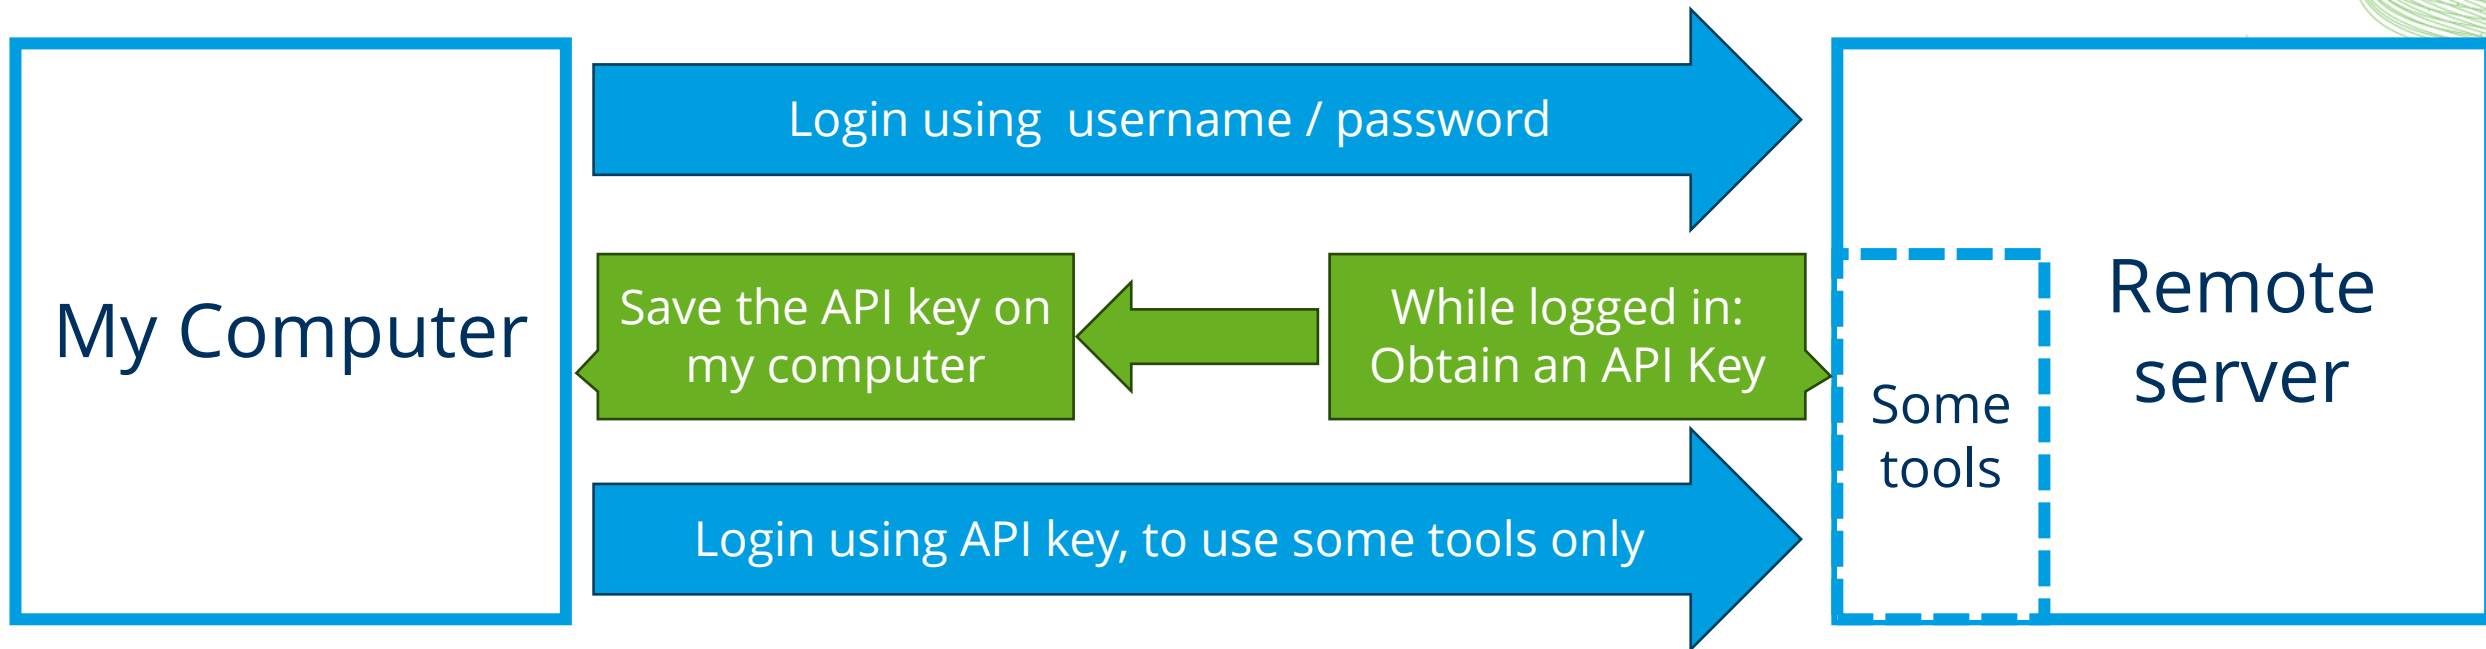 Login using  username / password
My Computer
Save the API key on
my computer
While logged in:
Obtain an API Key
Remote
server
Some
tools
Login using API key, to use some tools only